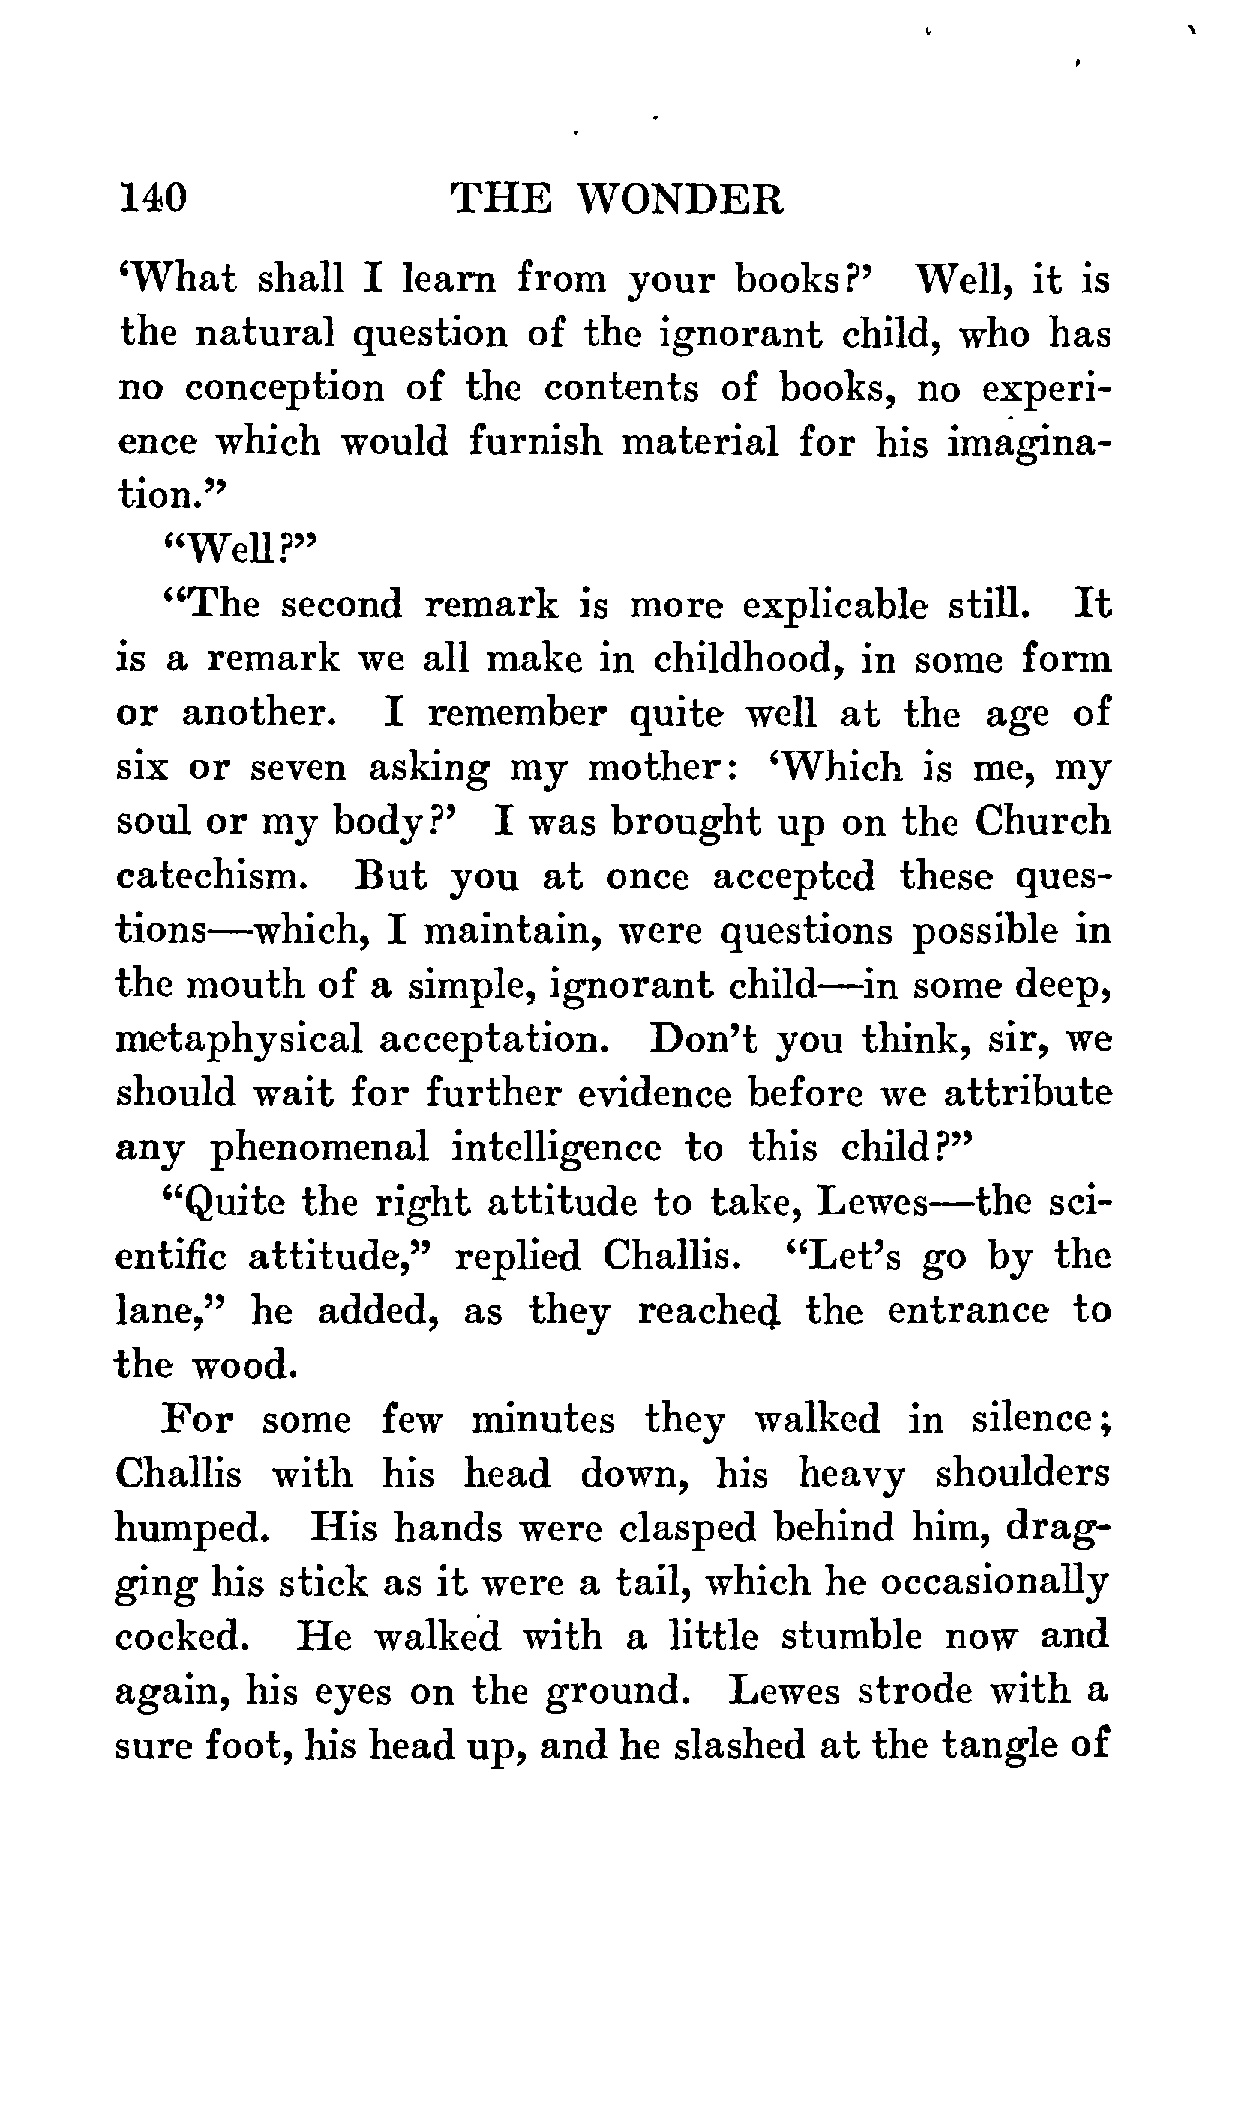 140 THE WONDER
‘What shall I learn from your books?’ Well, it is
the natural question of the ignorant child, who has
no conception of the contents of books, no experi-
ence which would furnish material for his imagina-
tion.”
“Well?”
“The second remark is more explicable still. It
is a remark we all make in childhood, in some form
or another. I remember quite well at the age of
six or seven asking my mother: ‘Which is me, my
soul or my body?’ I was brought up on the Church
catechism. But you at once accepted these ques-
tions—which, I maintain, were questions possible in
the mouth of a simple, ignorant child—in some deep,
metaphysical acceptation. Don’t you think, sir, we
should wait for further evidence before we attribute
any phenomenal intelligence to this child?”
“Quite the right attitude to take, Lewes—the sci-
entific attitude,” replied Challis. “Let’s go by the
lane,” he added, as they reached the entrance to
the wood.
For some few minutes they walked in silence;
Challis with his head down, his heavy shoulders
humped. His hands were clasped behind him, drag-
ging his stick as it were a tail, which he occasionally
cocked. He walked with a little stumble now and
again, his eyes on the ground. Lewes strode with a
sure foot, his head up, and he slashed at the tangle of